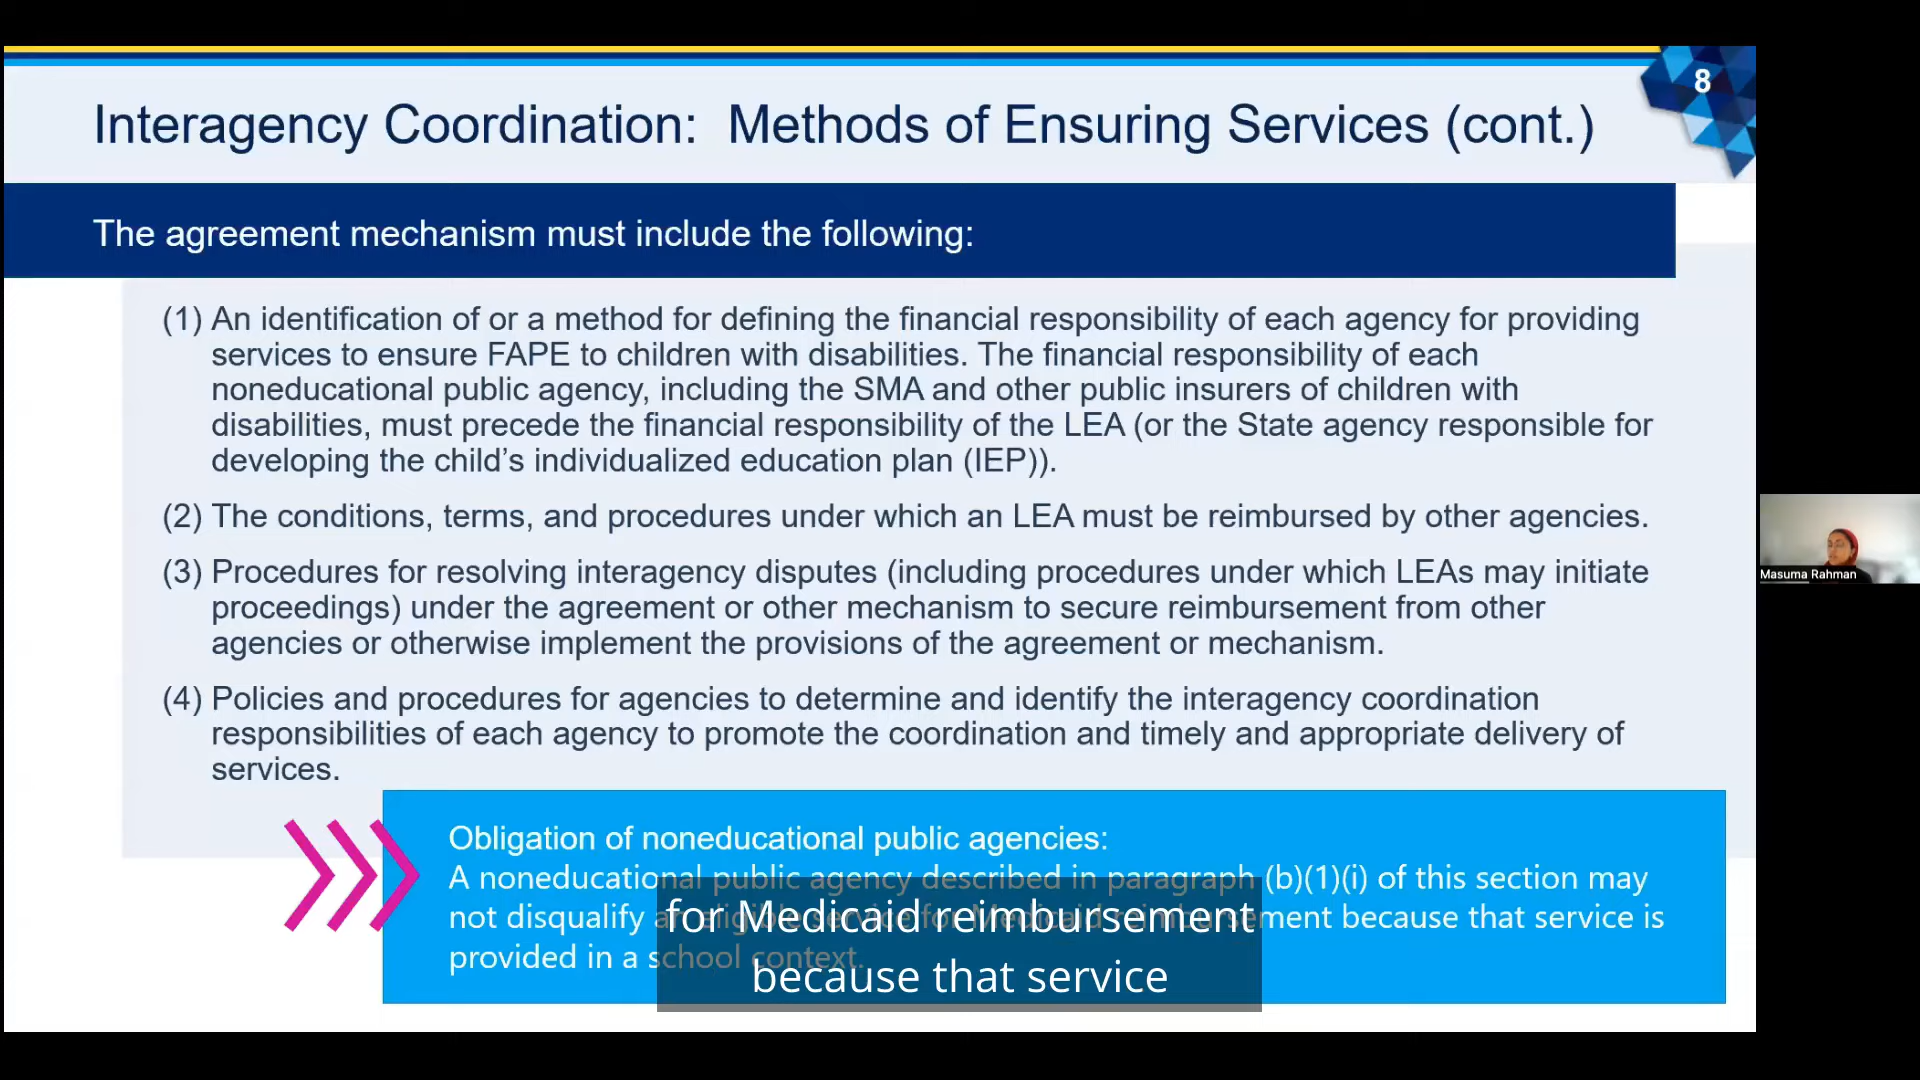 8
Interagency Coordination:  Methods of Ensuring Services (cont.)
The agreement mechanism must include the following:
(1) An identification of or a method for defining the financial responsibility of each agency for providing
services to ensure FAPE to children with disabilities. The financial responsibility of each
noneducational public agency, including the SMA and other public insurers of children with
disabilities, must precede the financial responsibility of the LEA (or the State agency responsible for
developing the child’s individualized education plan (IEP)).
(2) The conditions, terms, and procedures under which an LEA must be reimbursed by other agencies.
(3) Procedures for resolving interagency disputes (including procedures under which LEAs may initiate
proceedings) under the agreement or other mechanism to secure reimbursement from other
agencies or otherwise implement the provisions of the agreement or mechanism.
(4) Policies and procedures for agencies to determine and identify the interagency coordination
responsibilities of each agency to promote the coordination and timely and appropriate delivery of
services.
Obligation of noneducational public agencies:
A noneducational public agency described in paragraph (b)(1)(i) of this section may
not disqualify an eligible service for Medicaid reimbursement because that service is
provided in a school context.
for Medicaid reimbursement
because that service
Masuma Rahman